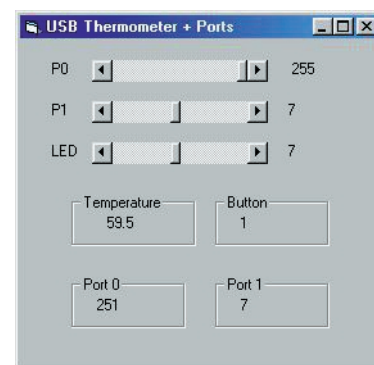 USB Thermometer + Ports
P0 255
P1 7
LED 7
Temperature Button
59.5 1
Port 0 Port 1
251 7